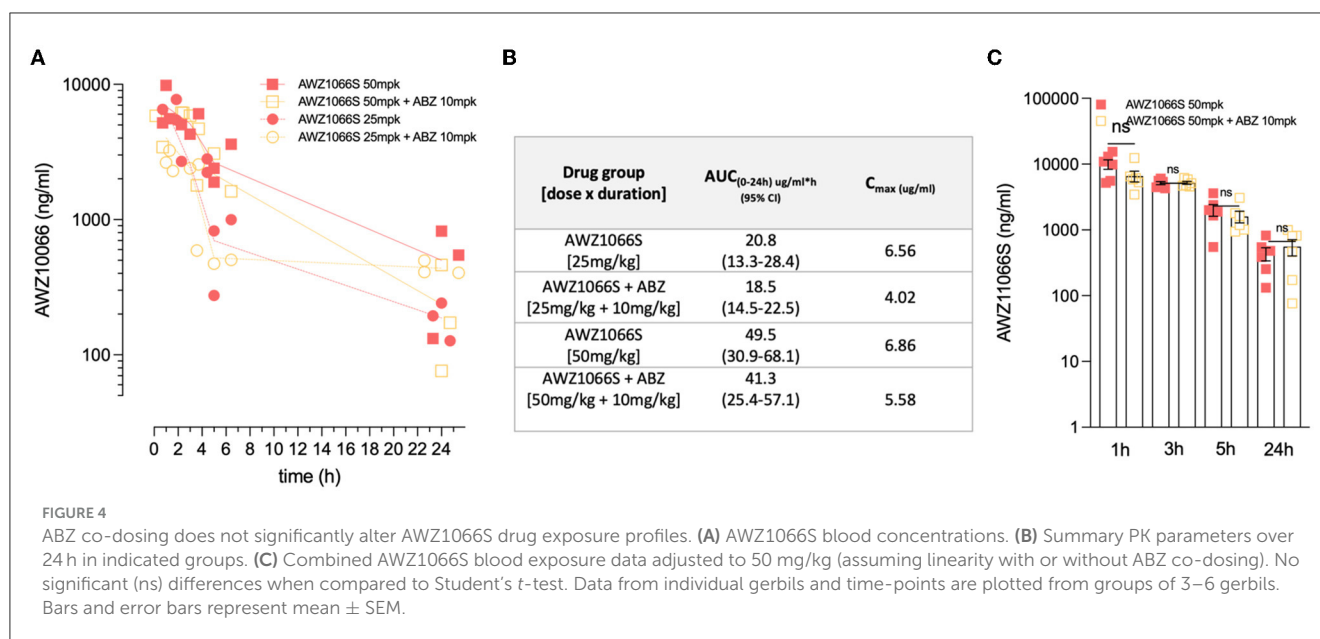 A
B
C
AWZ10066 (ng/ml)
10000
1000
100
0 2 4 6 8 10 12 14 16 18 20 22 24
time (h)
AWZ1066S 50mpk
AWZ1066S 50mpk + ABZ 10mpk
AWZ1066S 25mpk
AWZ1066S 25mpk + ABZ 10mpk
Drug group AUC(0-24h) ug/ml*h Cmax (ug/ml)
[dose x duration] (95% CI)
AWZ1066S 20.8 6.56
[25mg/kg] (13.3-28.4)
AWZ1066S + ABZ 18.5 4.02
[25mg/kg + 10mg/kg] (14.5-22.5)
AWZ1066S 49.5 6.86
[50mg/kg] (30.9-68.1)
AWZ1066S + ABZ 41.3 5.58
[50mg/kg + 10mg/kg] (25.4-57.1)
AWZ11066S (ng/ml)
100000
10000
1000
100
10
1
AWZ1066S 50mpk
AWZ1066S 50mpk + ABZ 10mpk
ns
ns
ns
ns
1h 3h 5h 24h
FIGURE 4
ABZ co-dosing does not significantly alter AWZ1066S drug exposure profiles. (A) AWZ1066S blood concentrations. (B) Summary PK parameters over
24 h in indicated groups. (C) Combined AWZ1066S blood exposure data adjusted to 50 mg/kg (assuming linearity with or without ABZ co-dosing). No
significant (ns) differences when compared to Student's t-test. Data from individual gerbils and time-points are plotted from groups of 3–6 gerbils.
Bars and error bars represent mean ± SEM.